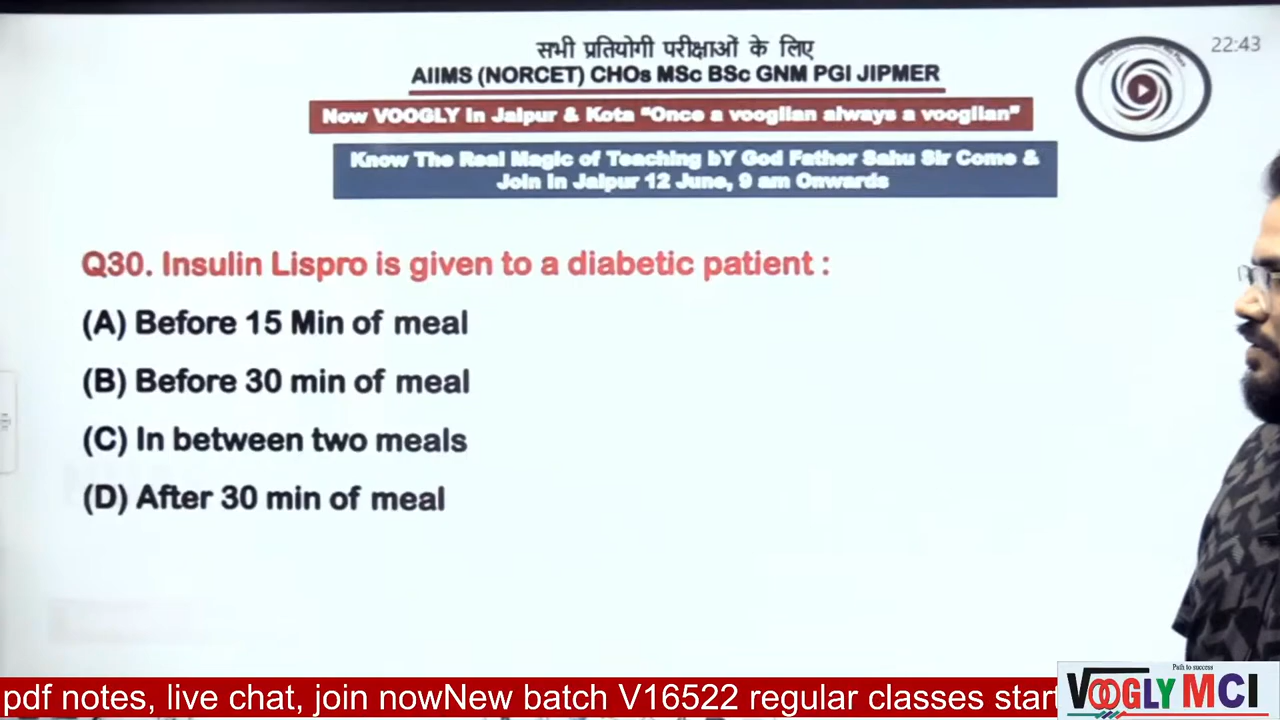 सभी प्रतियोगी परीक्षाओं के लिए
22:43
AIIMS (NORCET) CHOs MSc BSc GNM PGI JIPMER
Now VOOGLY In Jaipur & Kota "Once a vooglian always a vooglian"
Know The Real Magic of Teaching bY God Father Sahu Sir Come &
Join In Jaipur 12 June, 9 am Onwards
Q30. Insulin Lispro is given to a diabetic patient :
(A) Before 15 Min of meal
(B) Before 30 min of meal
(C) In between two meals
(D) After 30 min of meal
Path to success
VOOGLY MCI
pdf notes, live chat, join nowNew batch V16522 regular classes start